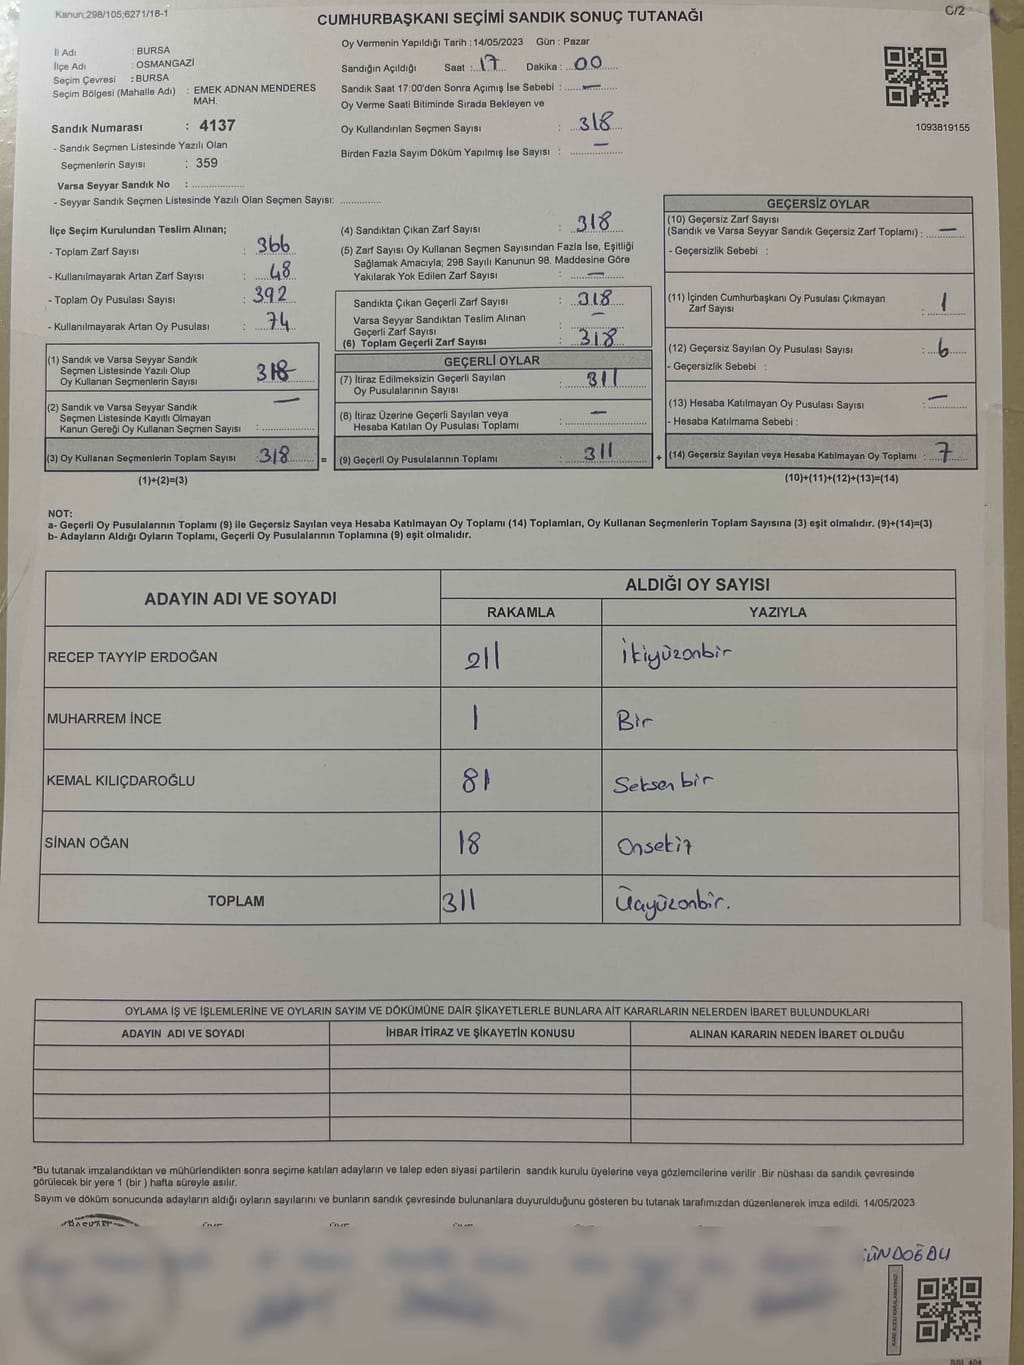 Kanun;298/105;6271/18-1
C/2
CUMHURBAŞKANI SEÇİMİ SANDIK SONUÇ TUTANAĞI
İl Adı : BURSA
İlçe Adı : OSMANGAZİ
Seçim Çevresi : BURSA
Seçim Bölgesi (Mahalle Adı) : EMEK ADNAN MENDERES
MAH.
Sandık Numarası : 4137
- Sandık Seçmen Listesinde Yazılı Olan
Seçmenlerin Sayısı : 359
Varsa Seyyar Sandık No : ..................
- Seyyar Sandık Seçmen Listesinde Yazılı Olan Seçmen Sayısı: ..............
Oy Vermenin Yapıldığı Tarih : 14/05/2023 Gün : Pazar
Sandığın Açıldığı Saat : 17 Dakika : 00
Sandık Saat 17:00'den Sonra Açımış İse Sebebi : —
Oy Verme Saati Bitiminde Sırada Bekleyen ve
Oy Kullandırılan Seçmen Sayısı : 318
Birden Fazla Sayım Döküm Yapılmış İse Sayısı : —
1093819155
İlçe Seçim Kurulundan Teslim Alınan;
- Toplam Zarf Sayısı : 366
- Kullanılmayarak Artan Zarf Sayısı : 48
- Toplam Oy Pusulası Sayısı : 392
- Kullanılmayarak Artan Oy Pusulası : 74
(1) Sandık ve Varsa Seyyar Sandık
Seçmen Listesinde Yazılı Olup
Oy Kullanan Seçmenlerin Sayısı : 318
(2) Sandık ve Varsa Seyyar Sandık
Seçmen Listesinde Kayıtlı Olmayan
Kanun Gereği Oy Kullanan Seçmen Sayısı : —
(3) Oy Kullanan Seçmenlerin Toplam Sayısı : 318 =
(1)+(2)=(3)
(4) Sandıktan Çıkan Zarf Sayısı : 318
(5) Zarf Sayısı Oy Kullanan Seçmen Sayısından Fazla İse, Eşitliği
Sağlamak Amacıyla; 298 Sayılı Kanunun 98. Maddesine Göre
Yakılarak Yok Edilen Zarf Sayısı : —
Sandıkta Çıkan Geçerli Zarf Sayısı : 318
Varsa Seyyar Sandıktan Teslim Alınan
Geçerli Zarf Sayısı : —
(6) Toplam Geçerli Zarf Sayısı : 318
GEÇERLİ OYLAR
(7) İtiraz Edilmeksizin Geçerli Sayılan
Oy Pusulalarının Sayısı : 311
(8) İtiraz Üzerine Geçerli Sayılan veya
Hesaba Katılan Oy Pusulası Toplamı : —
(9) Geçerli Oy Pusulalarının Toplamı : 311 +
GEÇERSİZ OYLAR
(10) Geçersiz Zarf Sayısı
(Sandık ve Varsa Seyyar Sandık Geçersiz Zarf Toplamı) : —
- Geçersizlik Sebebi :
(11) İçinden Cumhurbaşkanı Oy Pusulası Çıkmayan
Zarf Sayısı : 1
(12) Geçersiz Sayılan Oy Pusulası Sayısı : 6
- Geçersizlik Sebebi :
(13) Hesaba Katılmayan Oy Pusulası Sayısı : —
- Hesaba Katılmama Sebebi :
(14) Geçersiz Sayılan veya Hesaba Katılmayan Oy Toplamı : 7
(10)+(11)+(12)+(13)=(14)
NOT:
a- Geçerli Oy Pusulalarının Toplamı (9) ile Geçersiz Sayılan veya Hesaba Katılmayan Oy Toplamı (14) Toplamları, Oy Kullanan Seçmenlerin Toplam Sayısına (3) eşit olmalıdır. (9)+(14)=(3)
b- Adayların Aldığı Oyların Toplamı, Geçerli Oy Pusulalarının Toplamına (9) eşit olmalıdır.
ADAYIN ADI VE SOYADI
ALDIĞI OY SAYISI
RAKAMLA YAZIYLA
RECEP TAYYİP ERDOĞAN 211 İkiyüzonbir
MUHARREM İNCE 1 Bir
KEMAL KILIÇDAROĞLU 81 Seksenbir
SİNAN OĞAN 18 Onsekiz
TOPLAM 311 Üçyüzonbir.
OYLAMA İŞ VE İŞLEMLERİNE VE OYLARIN SAYIM VE DÖKÜMÜNE DAİR ŞİKAYETLERLE BUNLARA AİT KARARLARIN NELERDEN İBARET BULUNDUKLARI
ADAYIN ADI VE SOYADI İHBAR İTİRAZ VE ŞİKAYETİN KONUSU ALINAN KARARIN NEDEN İBARET OLDUĞU
*Bu tutanak imzalandıktan ve mühürlendikten sonra seçime katılan adayların ve talep eden siyasi partilerin sandık kurulu üyelerine veya gözlemcilerine verilir .Bir nüshası da sandık çevresinde
görülecek bir yere 1 (bir ) hafta süreyle asılır.
Sayım ve döküm sonucunda adayların aldığı oyların sayılarını ve bunların sandık çevresinde bulunanlara duyurulduğunu gösteren bu tutanak tarafımızdan düzenlenerek imza edildi. 14/05/2023
ÜNDOĞDU